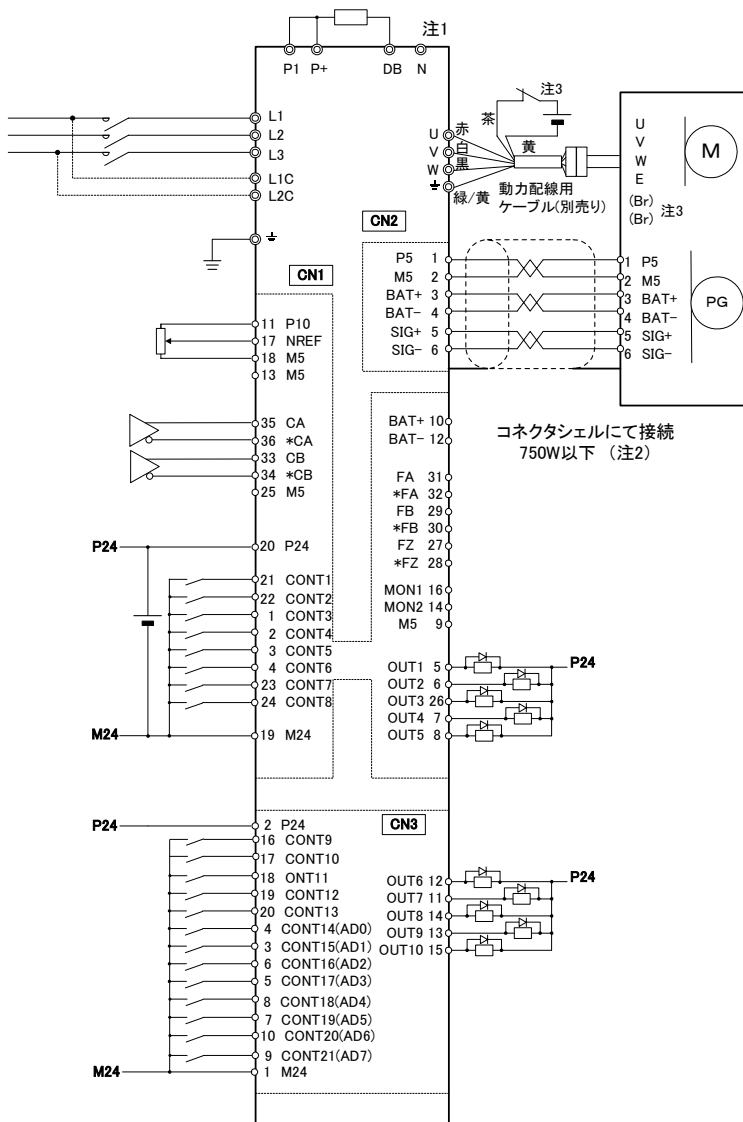 注1
P1 P+ DB N
L1
L2
L3
L1C
L2C
U 赤
V 白
W 黒
緑/黄
茶
黄
注3
動力配線用
ケーブル(別売り)
U
V
W
E
(Br)
(Br) 注3
M
CN2
P5 1
M5 2
BAT+ 3
BAT- 4
SIG+ 5
SIG- 6
1 P5
2 M5
3 BAT+
4 BAT-
5 SIG+
6 SIG-
PG
コネクタシェルにて接続
750W以下 (注2)
CN1
11 P10
17 NREF
18 M5
13 M5
35 CA
36 *CA
33 CB
34 *CB
25 M5
P24
20 P24
21 CONT1
22 CONT2
1 CONT3
2 CONT4
3 CONT5
4 CONT6
23 CONT7
24 CONT8
M24
19 M24
BAT+ 10
BAT- 12
FA 31
*FA 32
FB 29
*FB 30
FZ 27
*FZ 28
MON1 16
MON2 14
M5 9
OUT1 5
OUT2 6
OUT3 26
OUT4 7
OUT5 8
P24
P24
2 P24
CN3
16 CONT9
17 CONT10
18 ONT11
19 CONT12
20 CONT13
4 CONT14(AD0)
3 CONT15(AD1)
6 CONT16(AD2)
5 CONT17(AD3)
8 CONT18(AD4)
7 CONT19(AD5)
10 CONT20(AD6)
9 CONT21(AD7)
M24
1 M24
OUT6 12
OUT7 11
OUT8 14
OUT9 13
OUT10 15
P24